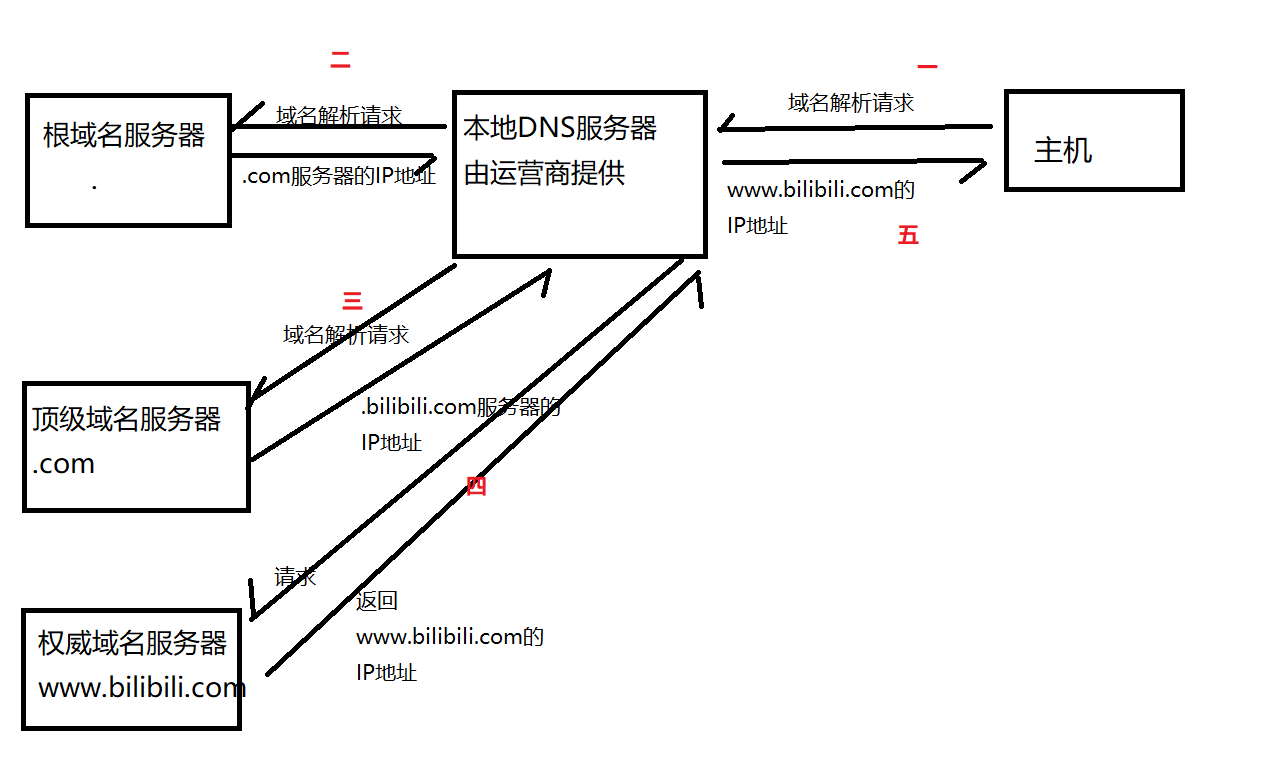 二
一
域名解析请求
域名解析请求
根域名服务器
.
.com服务器的IP地址
本地DNS服务器
由运营商提供
主机
www.bilibili.com的
IP地址
五
三
域名解析请求
顶级域名服务器
.com
.bilibili.com服务器的
IP地址
四
请求
权威域名服务器
www.bilibili.com
返回
www.bilibili.com的
IP地址